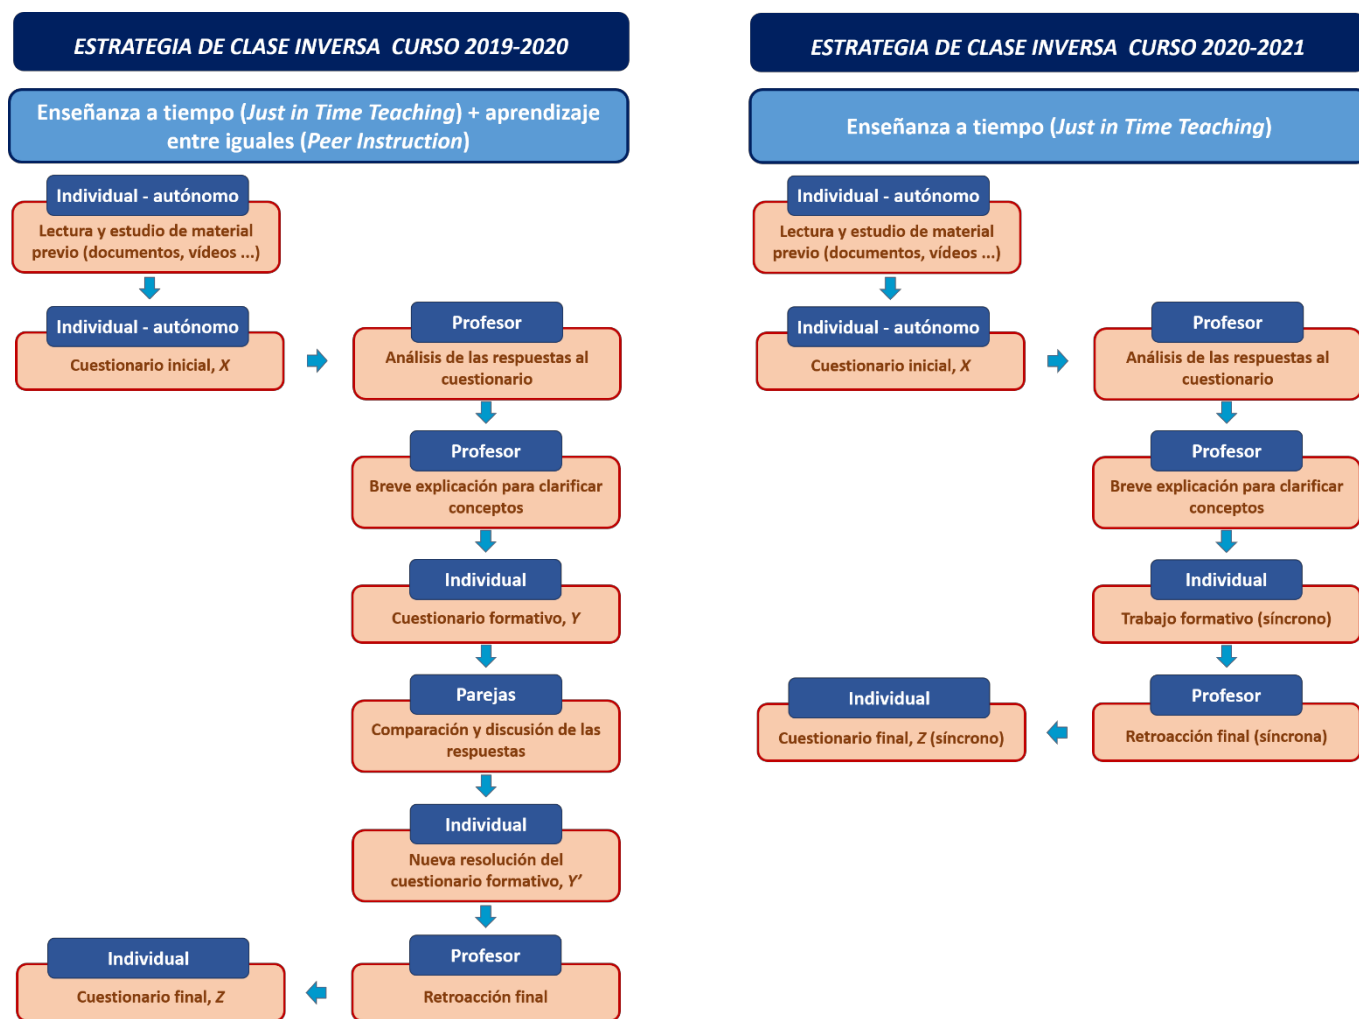 ESTRATEGIA DE CLASE INVERSA CURSO 2019-2020
Enseñanza a tiempo (Just in Time Teaching) + aprendizaje
entre iguales (Peer Instruction)
Individual - autónomo
Lectura y estudio de material
previo (documentos, vídeos ...)
Individual - autónomo
Cuestionario inicial, X
Profesor
Análisis de las respuestas al
cuestionario
Profesor
Breve explicación para clarificar
conceptos
Individual
Cuestionario formativo, Y
Parejas
Comparación y discusión de las
respuestas
Individual
Nueva resolución del
cuestionario formativo, Y'
Profesor
Retroacción final
Individual
Cuestionario final, Z
ESTRATEGIA DE CLASE INVERSA CURSO 2020-2021
Enseñanza a tiempo (Just in Time Teaching)
Individual - autónomo
Lectura y estudio de material
previo (documentos, vídeos ...)
Individual - autónomo
Cuestionario inicial, X
Profesor
Análisis de las respuestas al
cuestionario
Profesor
Breve explicación para clarificar
conceptos
Individual
Trabajo formativo (síncrono)
Profesor
Retroacción final (síncrona)
Individual
Cuestionario final, Z (síncrono)